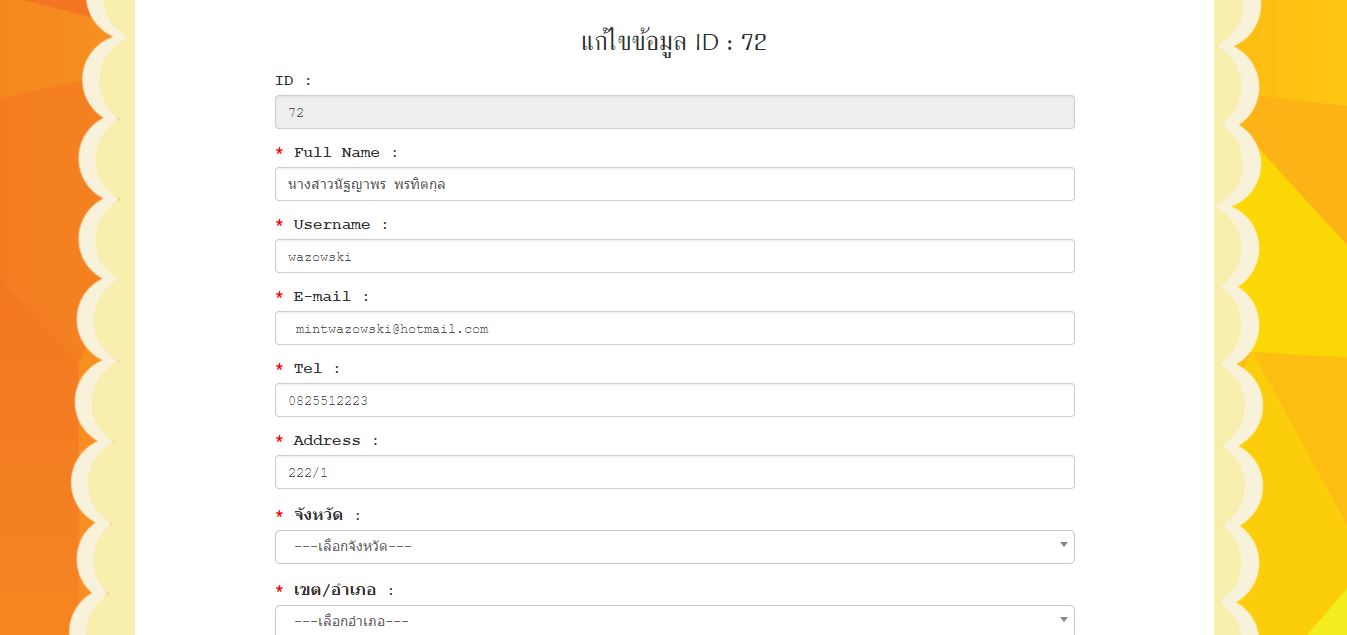 แก้ไขข้อมูล ID : 72
ID :
72
* Full Name :
นางสาวนัฐญาพร พรทิตกุล
* Username :
wazowski
* E-mail :
mintwazowski@hotmail.com
* Tel :
0825512223
* Address :
222/1
* จังหวัด :
---เลือกจังหวัด---
* เขต/อำเภอ :
---เลือกอำเภอ---